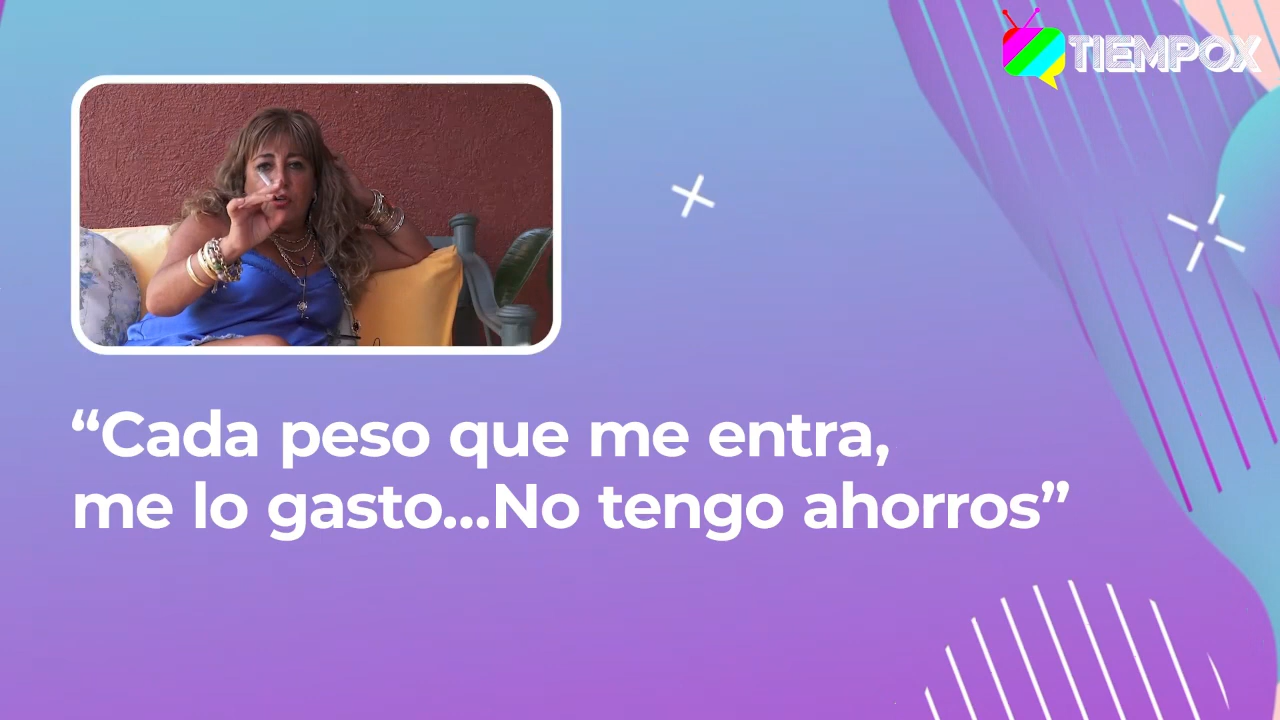 TIEMPOX
“Cada peso que me entra,
me lo gasto...No tengo ahorros”